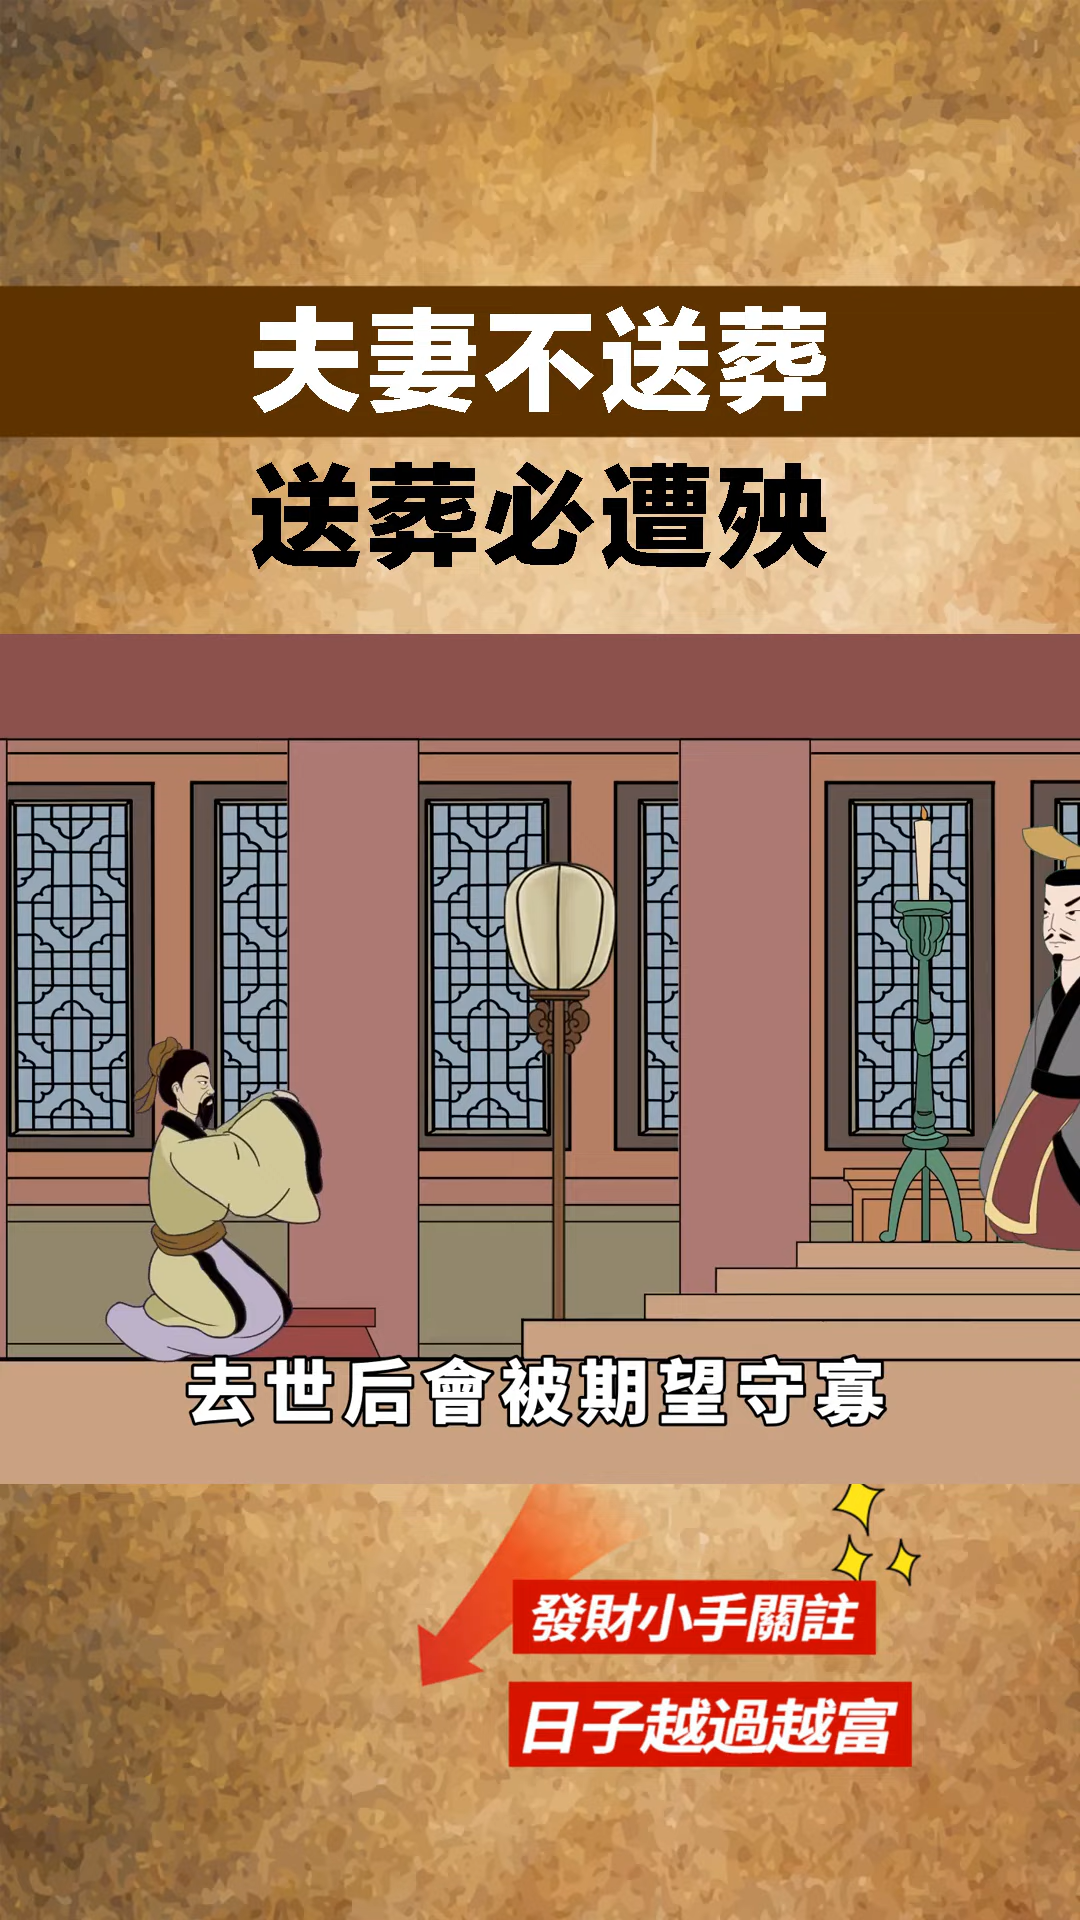 夫妻不送葬
送葬必遭殃
去世后會被期望守寡
發財小手關註
日子越過越富